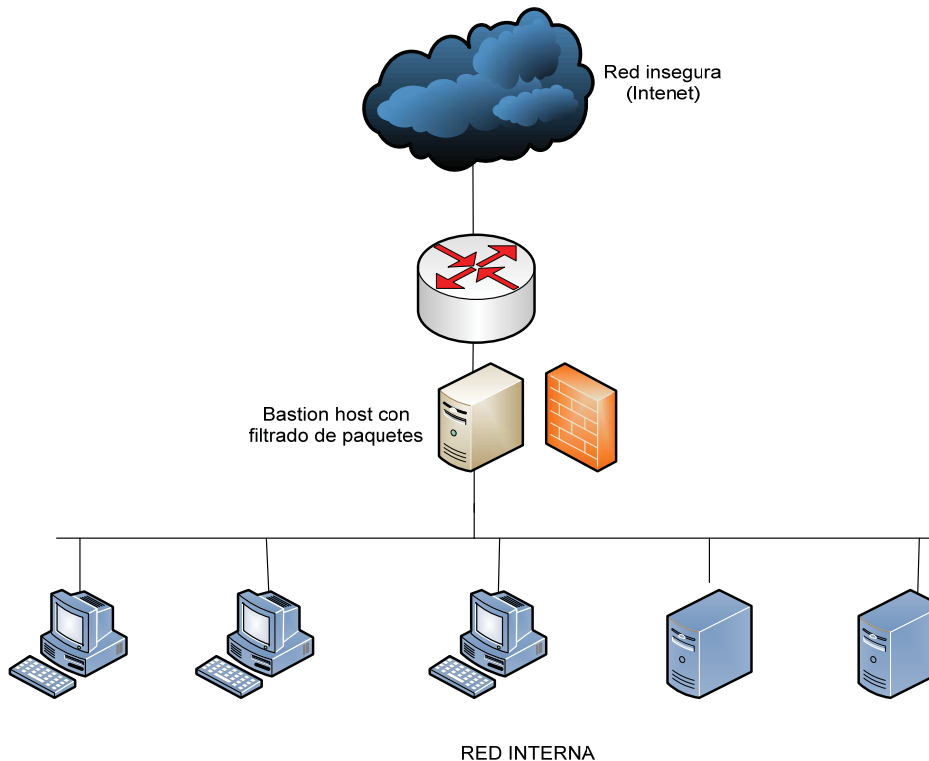 Red insegura
(Intenet)
Bastion host con
filtrado de paquetes
RED INTERNA